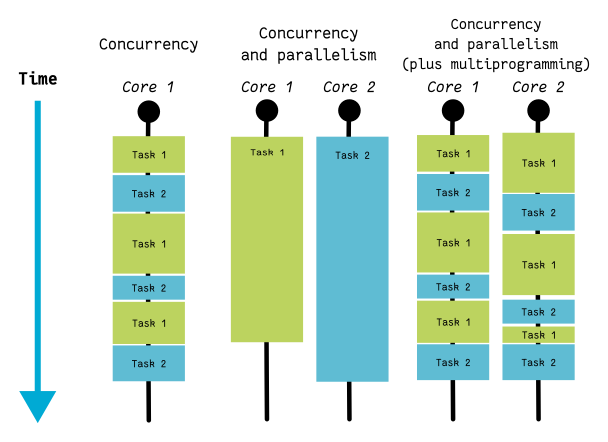 Concurrency
Concurrency
and parallelism
Concurrency
and parallelism
(plus multiprogramming)
Time
Core 1
Core 1
Core 2
Core 1
Core 2
Task 1
Task 2
Task 1
Task 2
Task 1
Task 2
Task 1
Task 2
Task 1
Task 2
Task 1
Task 2
Task 1
Task 2
Task 1
Task 2
Task 1
Task 2
Task 1
Task 2